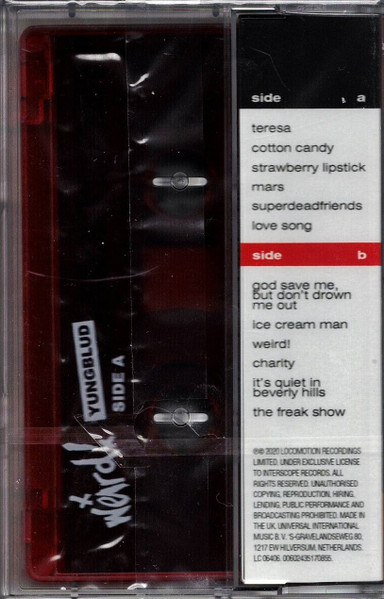 side a
teresa
cotton candy
strawberry lipstick
mars
superdeadfriends
love song
side b
god save me,
but don't drown
me out
ice cream man
weird!
charity
it's quiet in
beverly hills
the freak show
℗© 2020 LOCOMOTION RECORDINGS
LIMITED, UNDER EXCLUSIVE LICENSE
TO INTERSCOPE RECORDS. ALL
RIGHTS RESERVED. UNAUTHORISED
COPYING, REPRODUCTION, HIRING,
LENDING, PUBLIC PERFORMANCE AND
BROADCASTING PROHIBITED. MADE IN
THE UK. UNIVERSAL INTERNATIONAL
MUSIC B.V. 'S-GRAVELANDSEWEG 80,
1217 EW HILVERSUM, NETHERLANDS.
LC 06406. 00602435170855.
weird!
YUNGBLUD
SIDE A